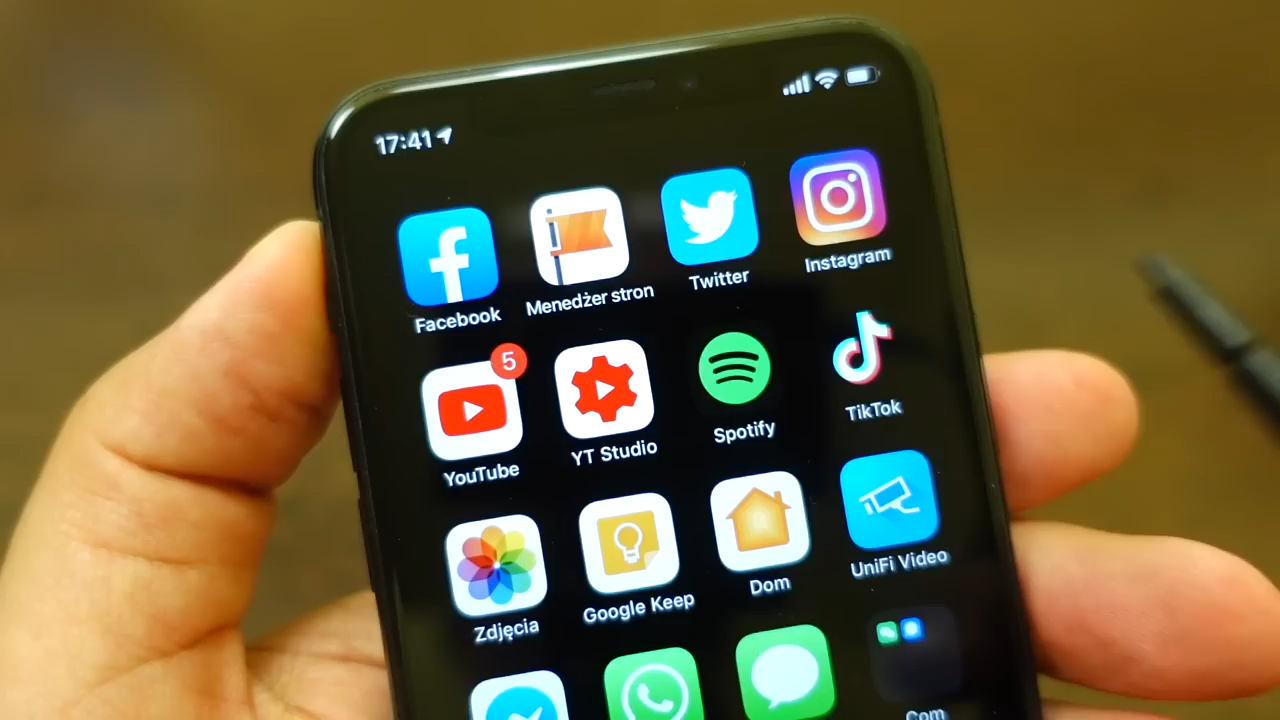 17:41
Facebook
Menedżer stron
Twitter
Instagram
5
YouTube
YT Studio
Spotify
TikTok
Zdjęcia
Google Keep
Dom
UniFi Video
Com